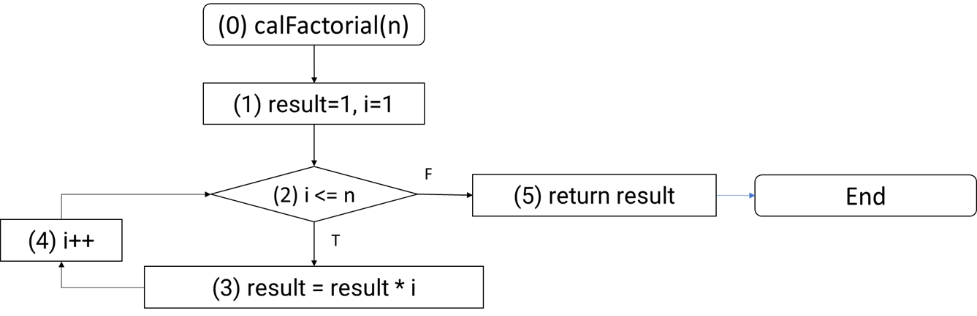 (0) calFactorial(n)
(1) result=1, i=1
(2) i <= n
F
(5) return result
End
T
(4) i++
(3) result = result * i